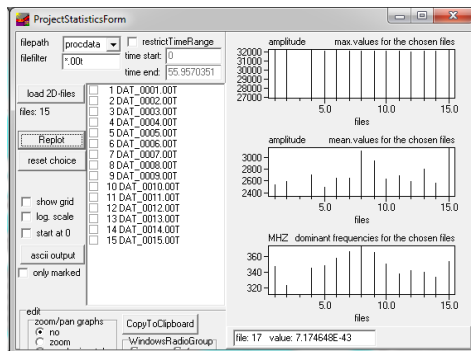 ProjectStatisticsForm
filepath procdata restrictTimeRange
filefilter *.00t time start: 0
time end: 55.9570351
load 2D-files
files: 15
Replot
reset choice
show grid
log. scale
start at 0
ascii output
only marked
1 DAT_0001.00T
2 DAT_0002.00T
3 DAT_0003.00T
4 DAT_0004.00T
5 DAT_0005.00T
6 DAT_0006.00T
7 DAT_0007.00T
8 DAT_0008.00T
9 DAT_0009.00T
10 DAT_0010.00T
11 DAT_0011.00T
12 DAT_0012.00T
13 DAT_0013.00T
14 DAT_0014.00T
15 DAT_0015.00T
edit
zoom/pan graphs
no
zoom
CopyToClipboard
WindowsRadioGroup
amplitude max.values for the chosen files
32000
31000
30000
29000
28000
27000
5.0 10.0 15.0
files
amplitude mean.values for the chosen files
3000
2800
2600
2400
5.0 10.0 15.0
files
MHZ dominant frequencies for the chosen files
360
340
320
5.0 10.0 15.0
files
file: 17 value: 7.174648E-43